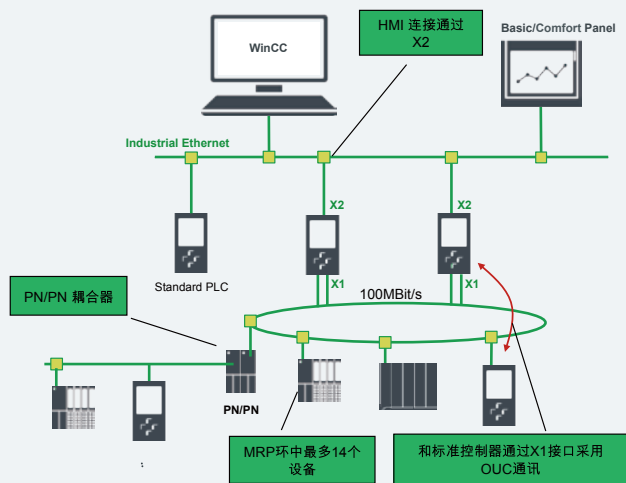 HMI 连接通过
X2
Basic/Comfort Panel
WinCC
Industrial Ethernet
X2
X2
Standard PLC
X1
X1
PN/PN 耦合器
100MBit/s
PN/PN
MRP环中最多14个
设备
和标准控制器通过X1接口采用
OUC通讯
: